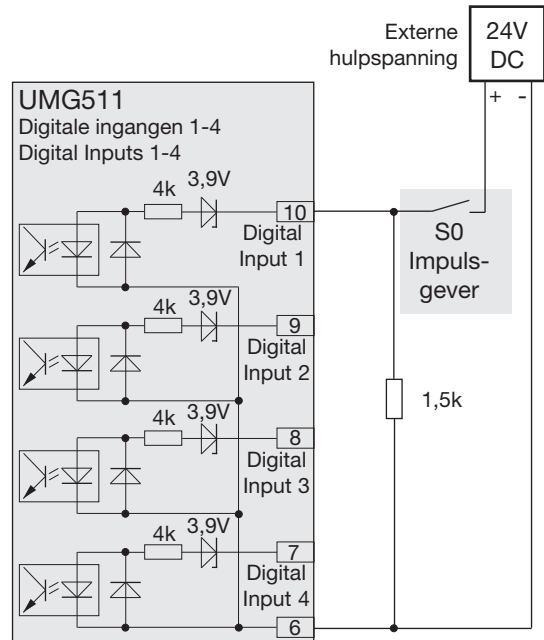 Externe
hulpspanning
24V
DC
+ -
UMG511
Digitale ingangen 1-4
Digital Inputs 1-4
4k
3,9V
10
Digital
Input 1
S0
Impuls-
gever
4k
3,9V
9
Digital
Input 2
1,5k
4k
3,9V
8
Digital
Input 3
4k
3,9V
7
Digital
Input 4
6